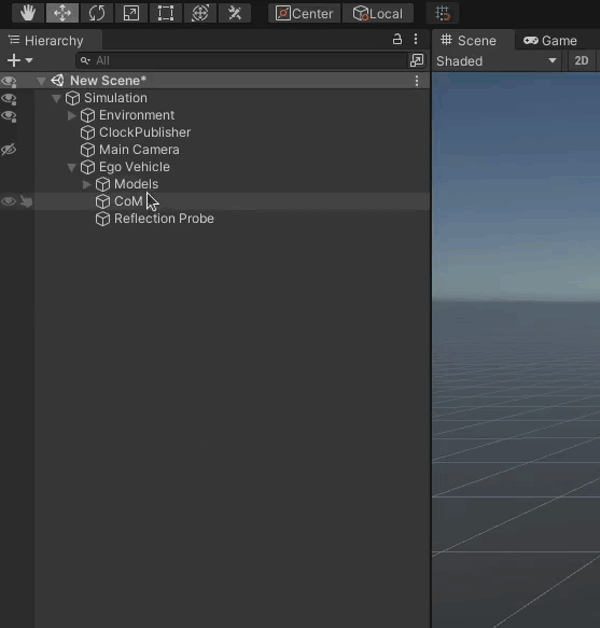 Center
Local
Hierarchy
Scene
Game
All
Shaded
2D
New Scene*
Simulation
Environment
ClockPublisher
Main Camera
Ego Vehicle
Models
CoM
Reflection Probe